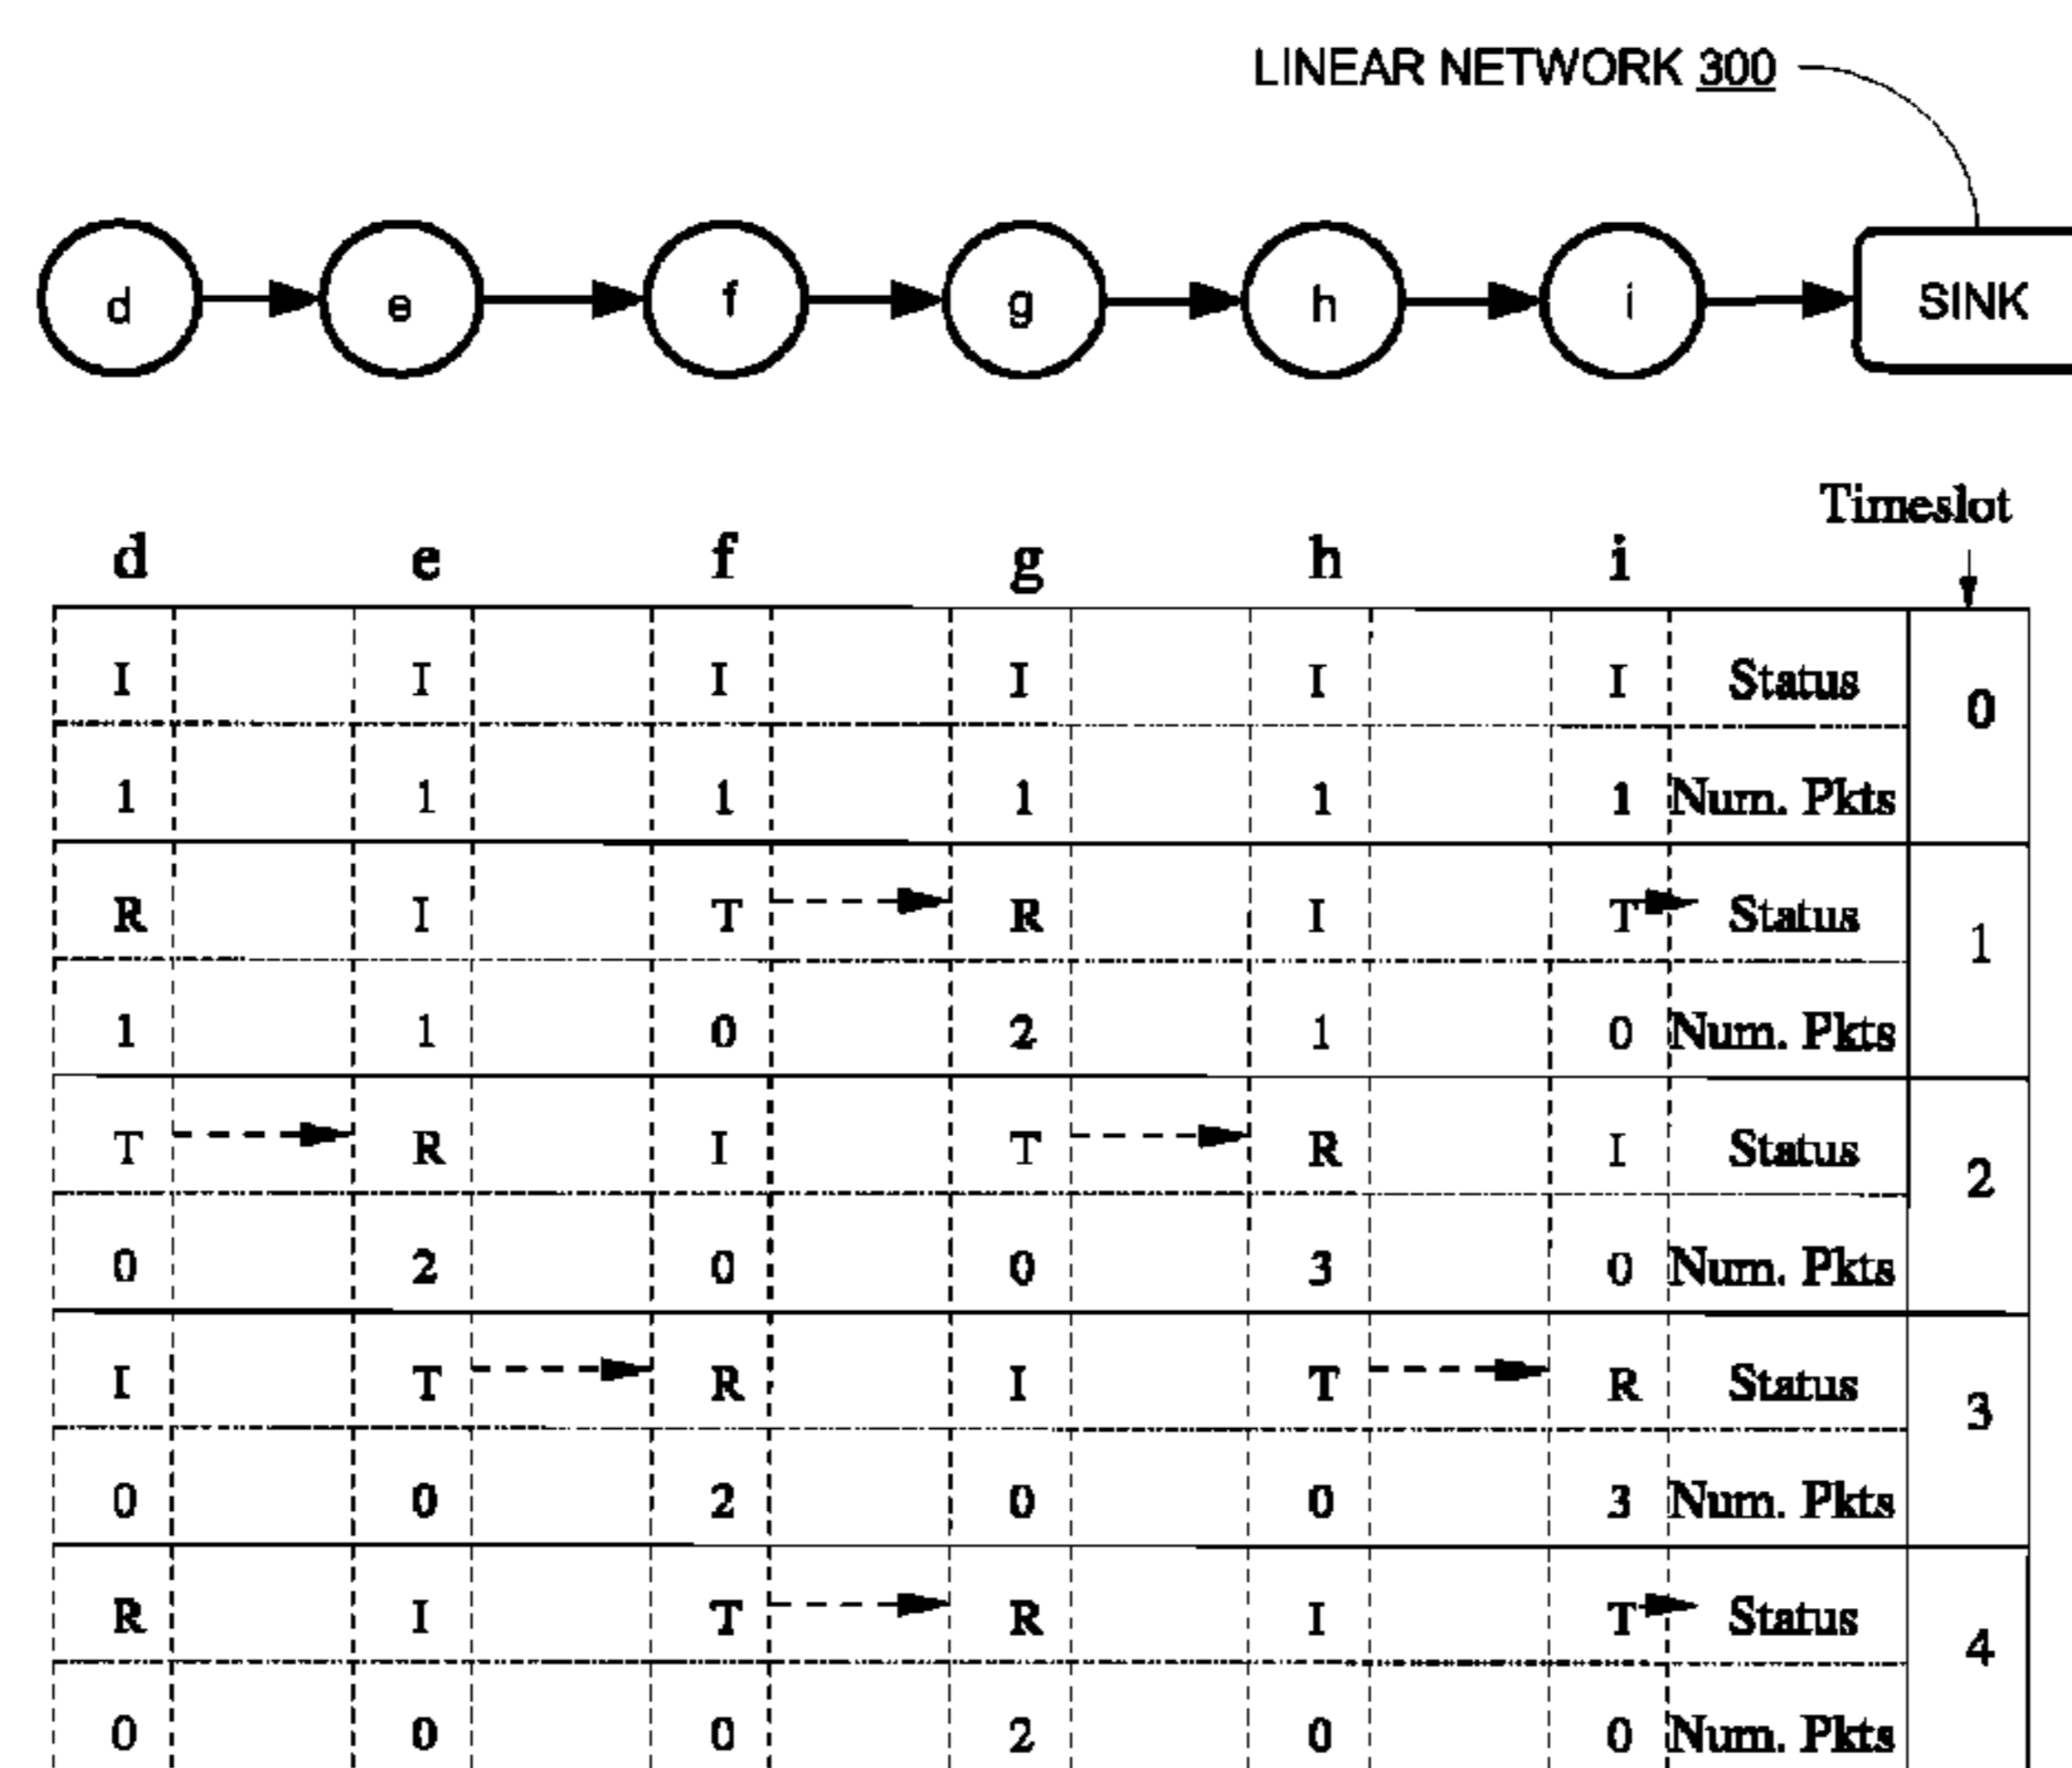 LINEAR NETWORK 300
d e f g h i SINK
Timeslot
d e f g h i
I I I I I I Status
0
1 1 1 1 1 1 Num. Pkts
R I T R I T Status
1
1 1 0 2 1 0 Num. Pkts
T R I T R I Status
2
0 2 0 0 3 0 Num. Pkts
I T R I T R Status
3
0 0 2 0 0 3 Num. Pkts
R I T R I T Status
4
0 0 0 2 0 0 Num. Pkts